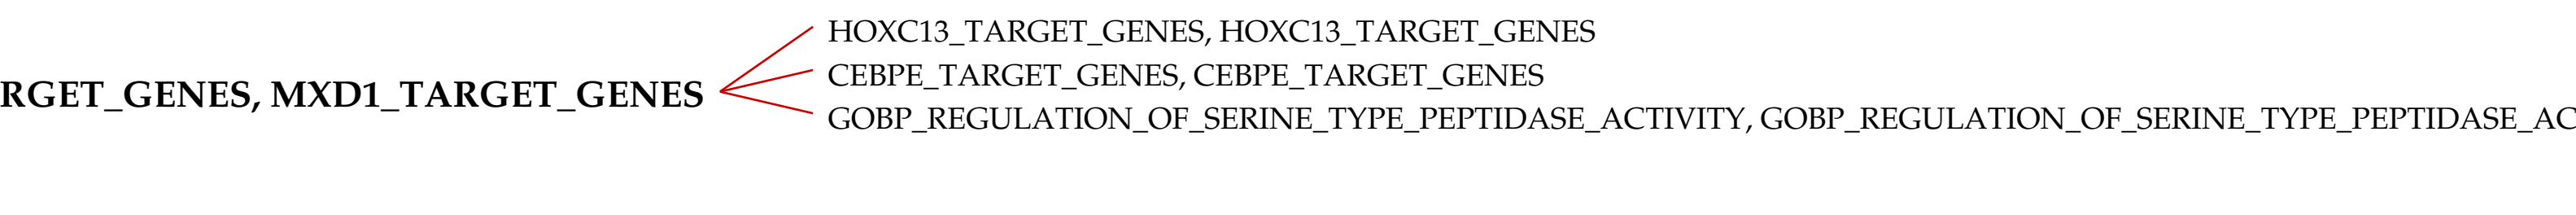 HOXC13_TARGET_GENES, HOXC13_TARGET_GENES
CEBPE_TARGET_GENES, CEBPE_TARGET_GENES
RGET_GENES, MXD1_TARGET_GENES
GOBP_REGULATION_OF_SERINE_TYPE_PEPTIDASE_ACTIVITY, GOBP_REGULATION_OF_SERINE_TYPE_PEPTIDASE_AC